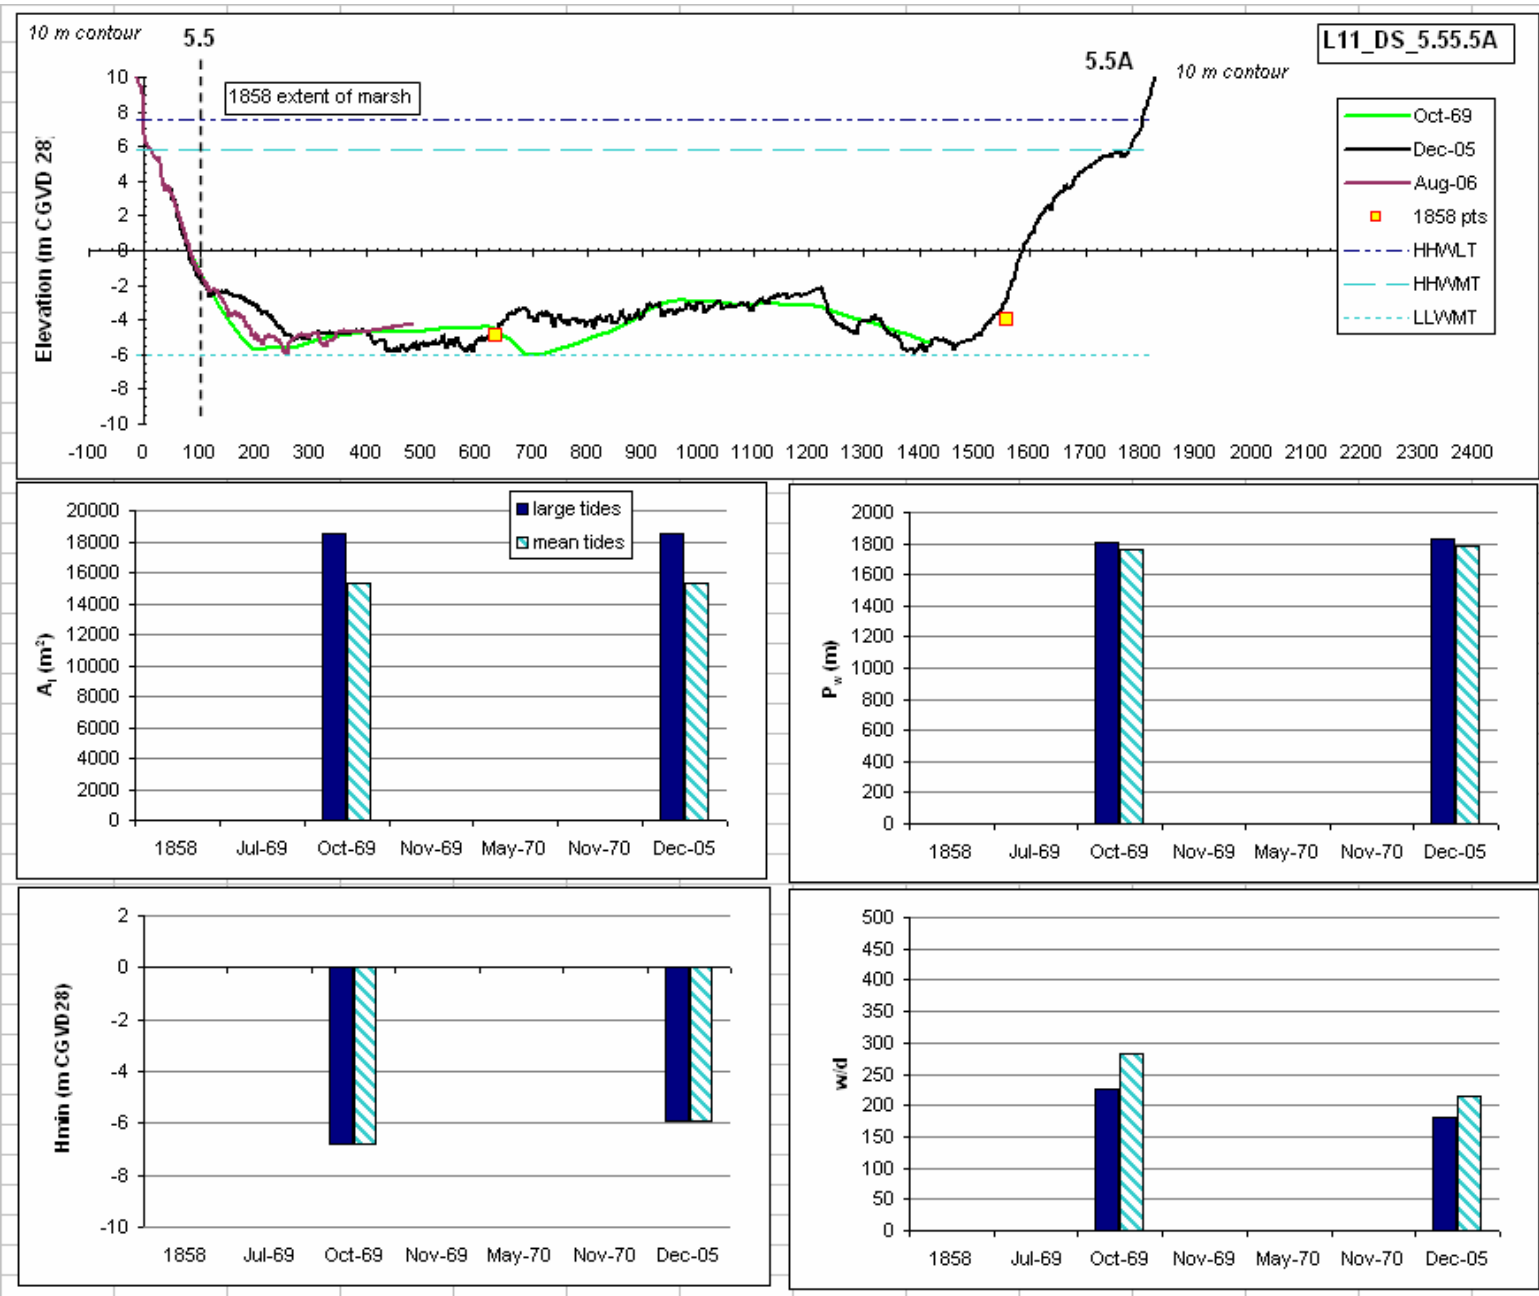 10 m contour
5.5
L11_DS_5.55.5A
5.5A
10 m contour
1858 extent of marsh
Elevation (m CGVD 28)
10
8
6
4
2
0
-2
-4
-6
-8
-10
-100 0 100 200 300 400 500 600 700 800 900 1000 1100 1200 1300 1400 1500 1600 1700 1800 1900 2000 2100 2200 2300 2400
Oct-69
Dec-05
Aug-06
1858 pts
HHWLT
HHWMT
LLWMT
A_l (m²)
20000
18000
16000
14000
12000
10000
8000
6000
4000
2000
0
large tides
mean tides
1858 Jul-69 Oct-69 Nov-69 May-70 Nov-70 Dec-05
P_w (m)
2000
1800
1600
1400
1200
1000
800
600
400
200
0
1858 Jul-69 Oct-69 Nov-69 May-70 Nov-70 Dec-05
Hmin (m CGVD28)
2
0
-2
-4
-6
-8
-10
1858 Jul-69 Oct-69 Nov-69 May-70 Nov-70 Dec-05
w/d
500
450
400
350
300
250
200
150
100
50
0
1858 Jul-69 Oct-69 Nov-69 May-70 Nov-70 Dec-05